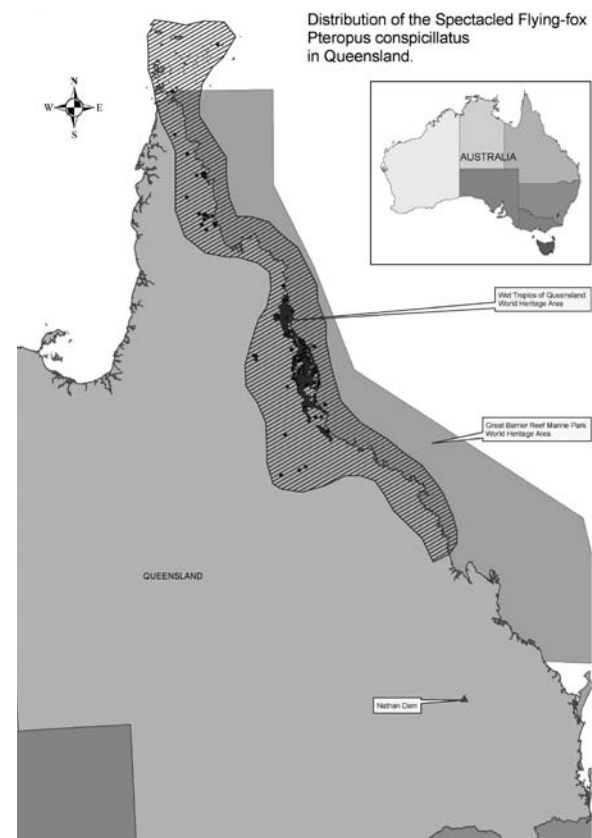 Distribution of the Spectacled Flying-fox
Pteropus conspicillatus
in Queensland.
N
W
E
S
AUSTRALIA
Wet Tropics of Queensland
World Heritage Area
Great Barrier Reef Marine Park
World Heritage Area
QUEENSLAND
Nathan Dam